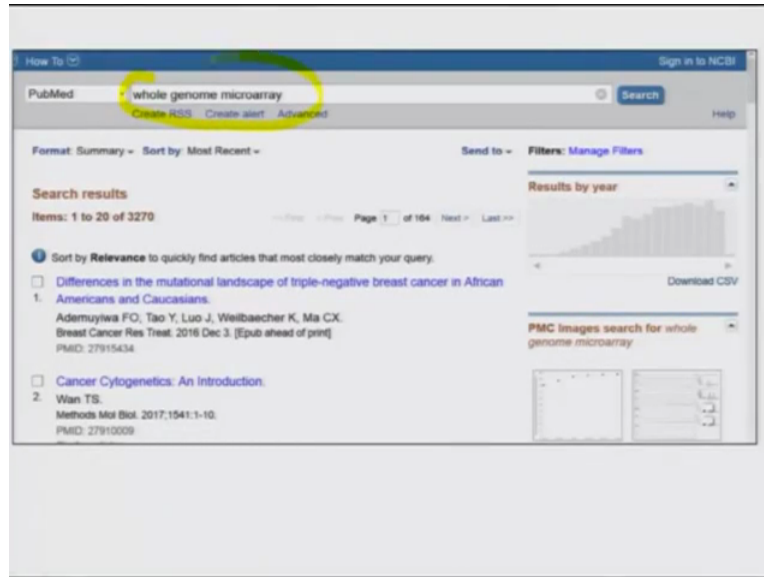 How To
Sign in to NCBI
PubMed
whole genome microarray
Search
Create RSS Create alert Advanced
Help
Format: Summary Sort by: Most Recent
Send to
Filters: Manage Filters
Search results
Results by year
Items: 1 to 20 of 3270
<< First < Prev Page 1 of 164 Next > Last >>
Sort by Relevance to quickly find articles that most closely match your query.
Download CSV
Differences in the mutational landscape of triple-negative breast cancer in African
1. Americans and Caucasians.
Ademuyiwa FO, Tao Y, Luo J, Weilbaecher K, Ma CX.
Breast Cancer Res Treat. 2016 Dec 3. [Epub ahead of print]
PMID: 27915434
PMC Images search for whole
genome microarray
Cancer Cytogenetics: An Introduction.
2. Wan TS.
Methods Mol Biol. 2017;1541:1-10.
PMID: 27910009